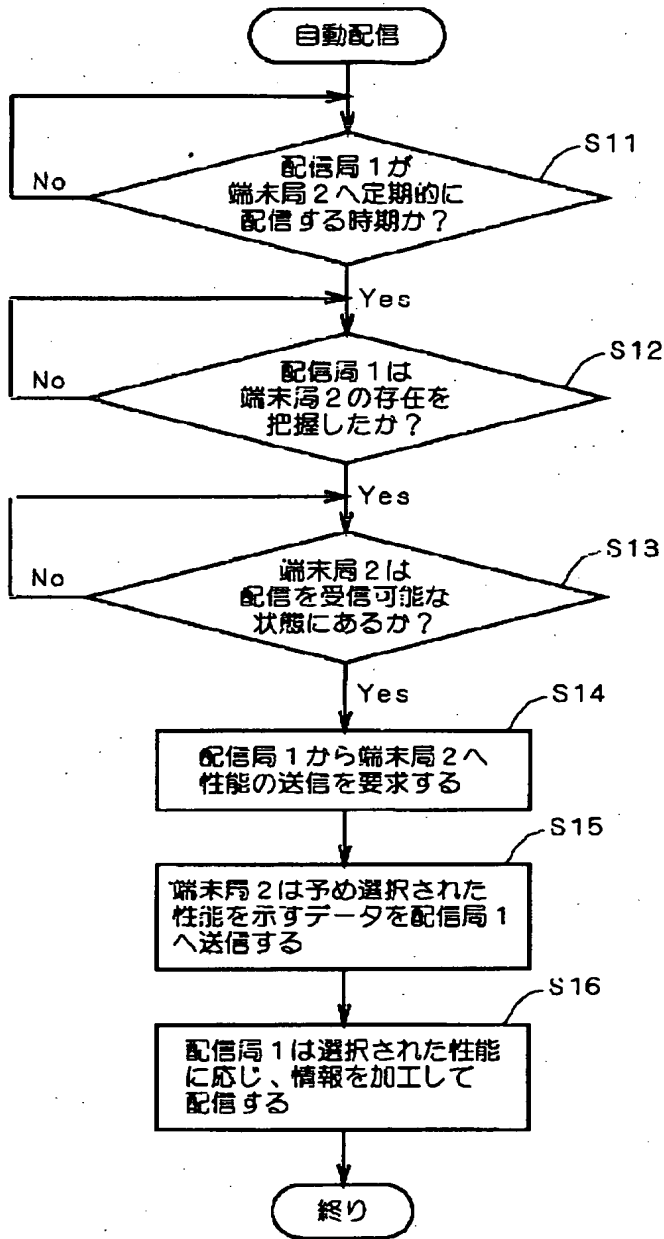 自動配信
S11
配信局1が
端末局2へ定期的に
配信する時期か？
No
Yes
S12
配信局1は
端末局2の存在を
把握したか？
No
Yes
S13
端末局2は
配信を受信可能な
状態にあるか？
No
Yes
S14
配信局1から端末局2へ
性能の送信を要求する
S15
端末局2は予め選択された
性能を示すデータを配信局1
へ送信する
S16
配信局1は選択された性能
に応じ、情報を加工して
配信する
終り